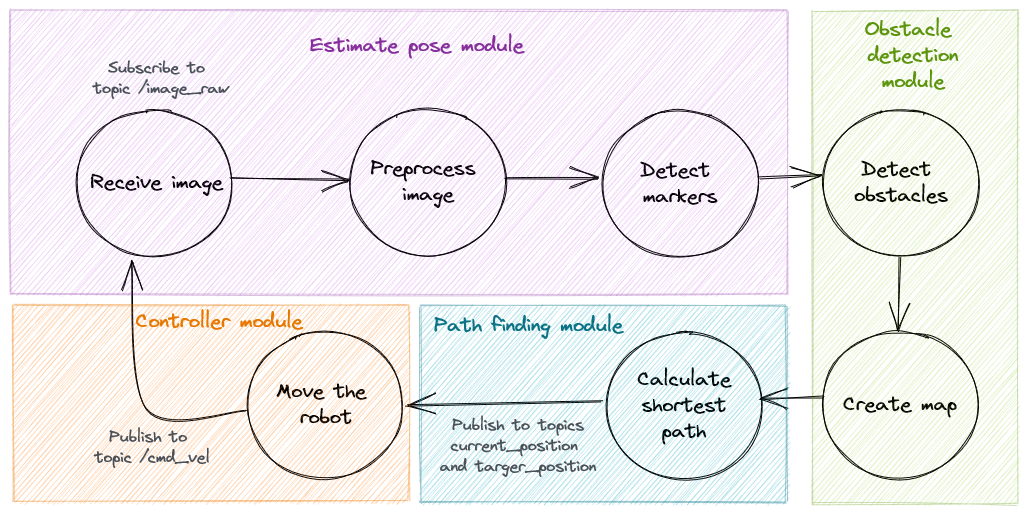 Estimate pose module
Subscribe to
topic /image_raw
Receive image
Preprocess
image
Detect
markers
Obstacle
detection
module
Detect
obstacles
Create map
Path finding module
Calculate
shortest
path
Publish to topics
current_position
and targer_position
Controller module
Move the
robot
Publish to
topic /cmd_vel